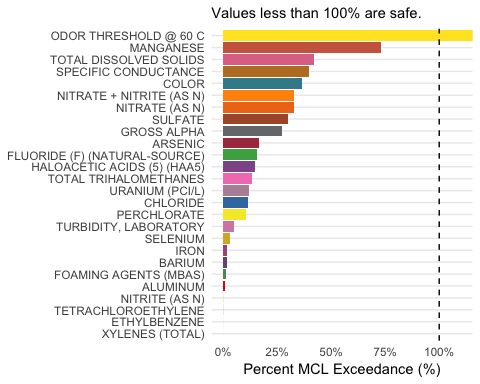 Values less than 100% are safe.
ODOR THRESHOLD @ 60 C
MANGANESE
TOTAL DISSOLVED SOLIDS
SPECIFIC CONDUCTANCE
COLOR
NITRATE + NITRITE (AS N)
NITRATE (AS N)
SULFATE
GROSS ALPHA
ARSENIC
FLUORIDE (F) (NATURAL-SOURCE)
HALOACETIC ACIDS (5) (HAA5)
TOTAL TRIHALOMETHANES
URANIUM (PCI/L)
CHLORIDE
PERCHLORATE
TURBIDITY, LABORATORY
SELENIUM
IRON
BARIUM
FOAMING AGENTS (MBAS)
ALUMINUM
NITRITE (AS N)
TETRACHLOROETHYLENE
ETHYLBENZENE
XYLENES (TOTAL)
0% 25% 50% 75% 100%
Percent MCL Exceedance (%)